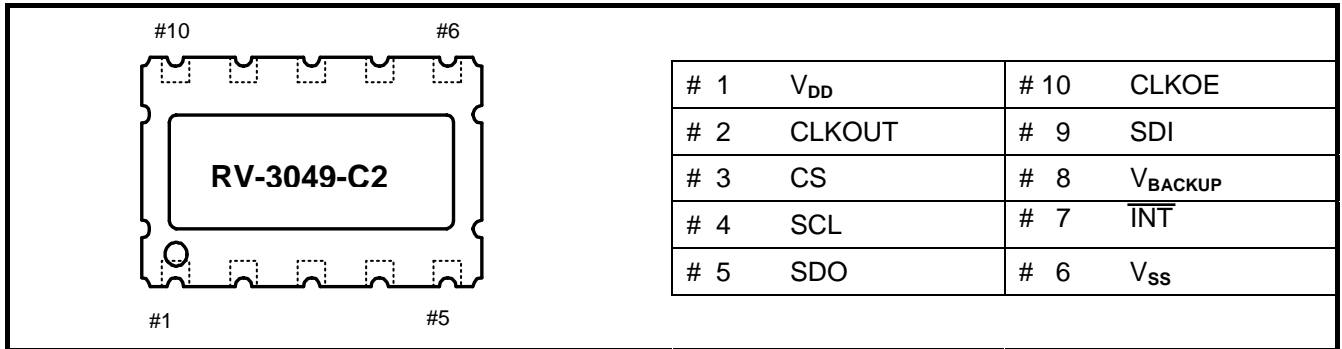 #10 #6
RV-3049-C2
#1 #5
# 1 VDD # 10 CLKOE
# 2 CLKOUT # 9 SDI
# 3 CS # 8 VBACKUP
# 4 SCL # 7 I̅N̅T̅
# 5 SDO # 6 VSS